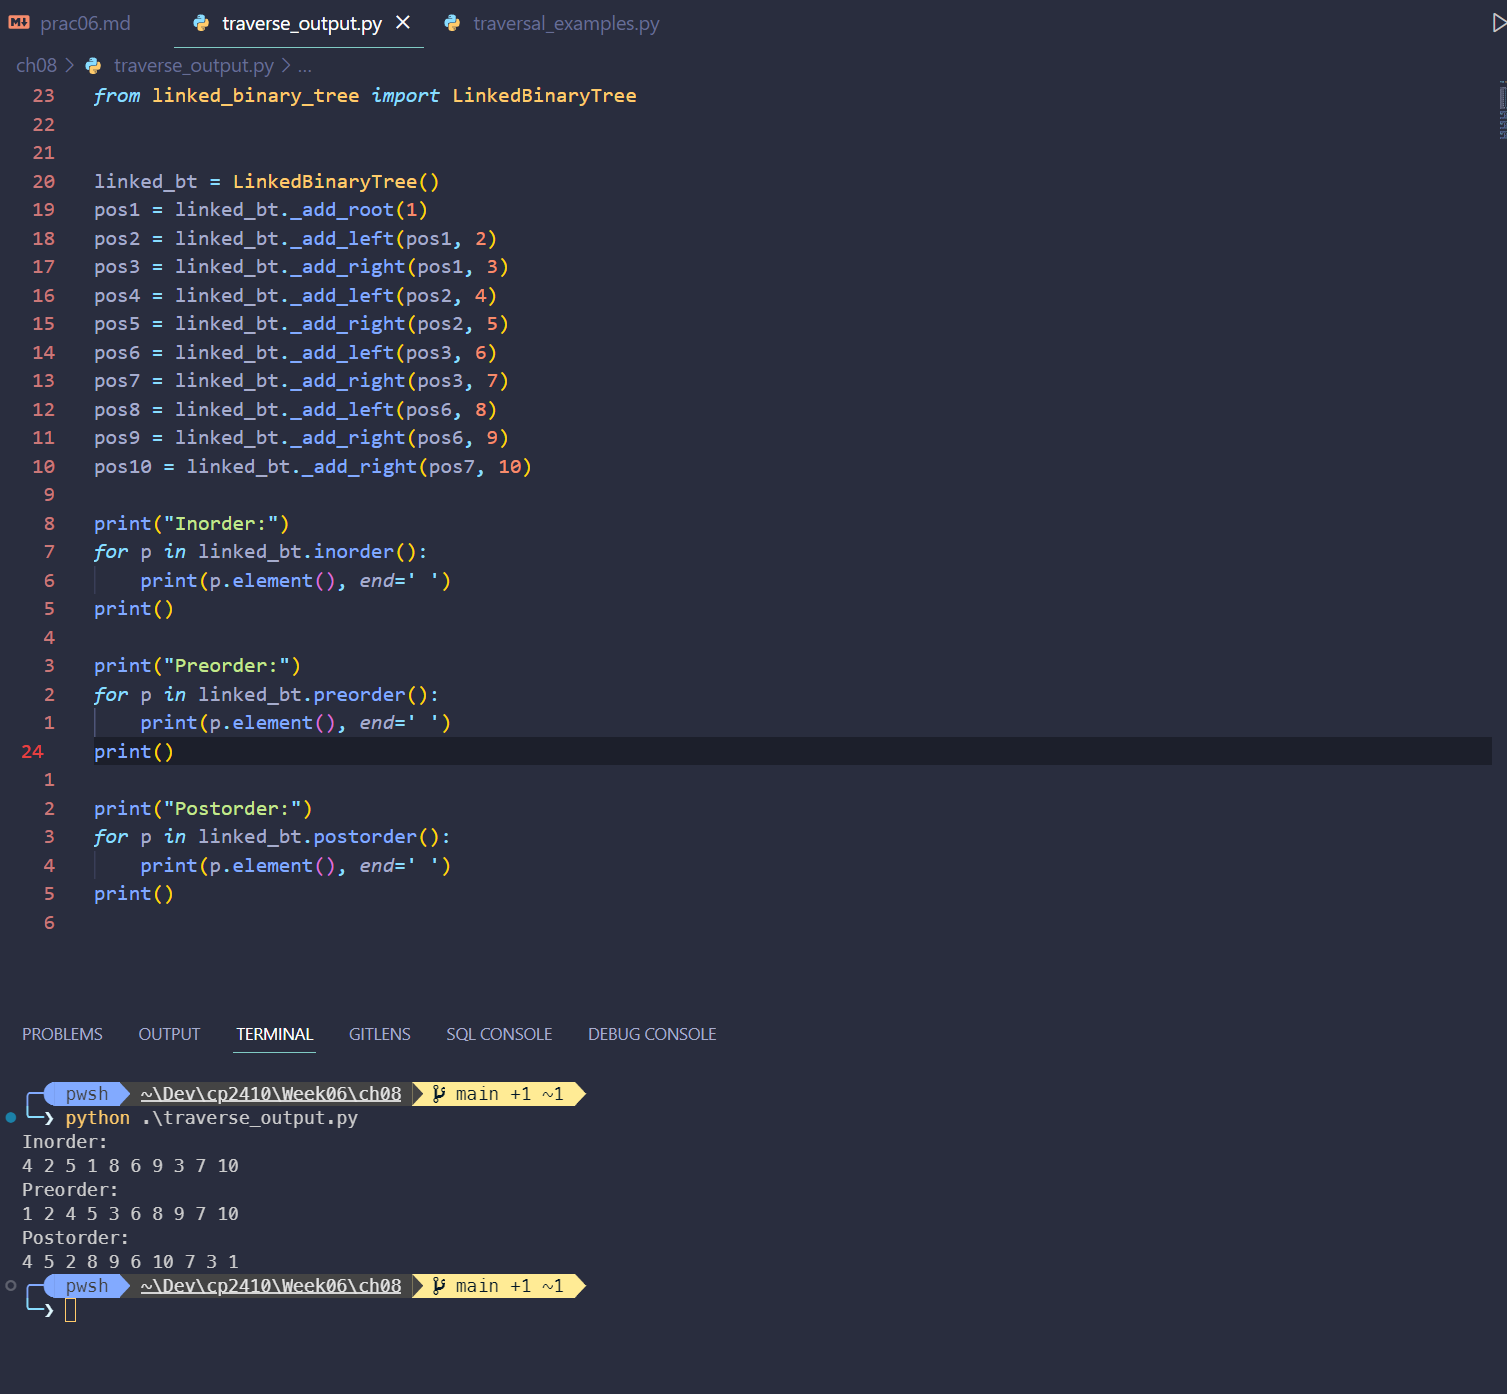 prac06.md traverse_output.py traversal_examples.py
ch08 > traverse_output.py > ...
23 from linked_binary_tree import LinkedBinaryTree
22
21
20 linked_bt = LinkedBinaryTree()
19 pos1 = linked_bt._add_root(1)
18 pos2 = linked_bt._add_left(pos1, 2)
17 pos3 = linked_bt._add_right(pos1, 3)
16 pos4 = linked_bt._add_left(pos2, 4)
15 pos5 = linked_bt._add_right(pos2, 5)
14 pos6 = linked_bt._add_left(pos3, 6)
13 pos7 = linked_bt._add_right(pos3, 7)
12 pos8 = linked_bt._add_left(pos6, 8)
11 pos9 = linked_bt._add_right(pos6, 9)
10 pos10 = linked_bt._add_right(pos7, 10)
9
8 print("Inorder:")
7 for p in linked_bt.inorder():
6     print(p.element(), end=' ')
5 print()
4
3 print("Preorder:")
2 for p in linked_bt.preorder():
1     print(p.element(), end=' ')
24 print()
1
2 print("Postorder:")
3 for p in linked_bt.postorder():
4     print(p.element(), end=' ')
5 print()
6
PROBLEMS OUTPUT TERMINAL GITLENS SQL CONSOLE DEBUG CONSOLE
pwsh ~\Dev\cp2410\Week06\ch08 main +1 ~1
python .\traverse_output.py
Inorder:
4 2 5 1 8 6 9 3 7 10
Preorder:
1 2 4 5 3 6 8 9 7 10
Postorder:
4 5 2 8 9 6 10 7 3 1
pwsh ~\Dev\cp2410\Week06\ch08 main +1 ~1